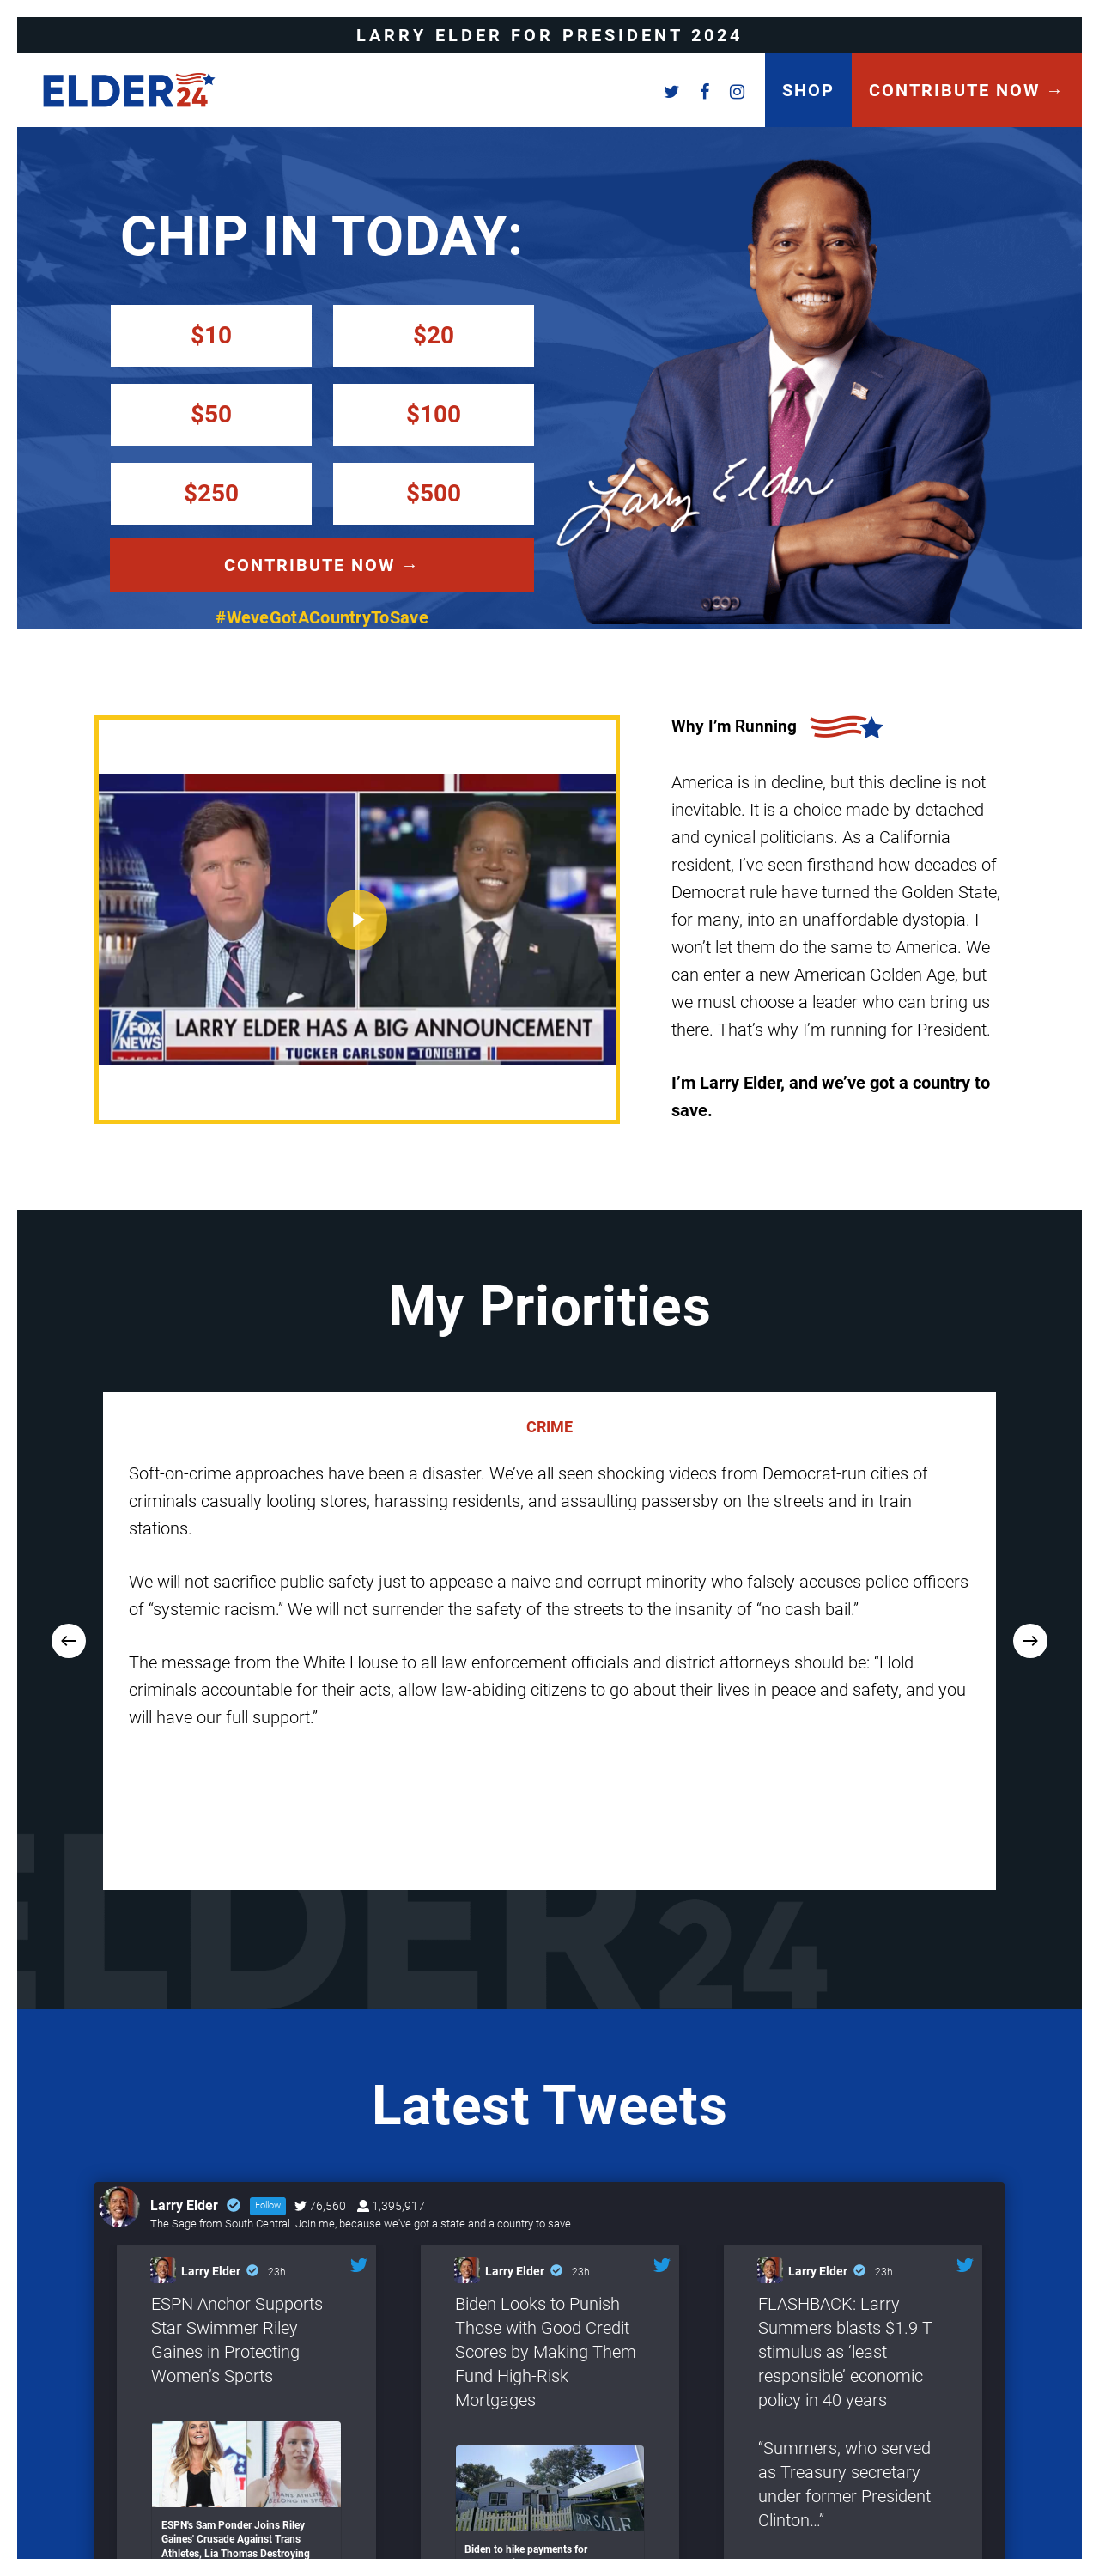 LARRY ELDER FOR PRESIDENT 2024
ELDER24
SHOP
CONTRIBUTE NOW →
CHIP IN TODAY:
$10
$20
$50
$100
$250
$500
CONTRIBUTE NOW →
#WeveGotACountryToSave
Larry Elder
Why I’m Running
America is in decline, but this decline is not
inevitable. It is a choice made by detached
and cynical politicians. As a California
resident, I’ve seen firsthand how decades of
Democrat rule have turned the Golden State,
for many, into an unaffordable dystopia. I
won’t let them do the same to America. We
can enter a new American Golden Age, but
we must choose a leader who can bring us
there. That’s why I’m running for President.
I’m Larry Elder, and we’ve got a country to
save.
FOX
NEWS
LARRY ELDER HAS A BIG ANNOUNCEMENT
TUCKER CARLSON TONIGHT
My Priorities
CRIME
Soft-on-crime approaches have been a disaster. We’ve all seen shocking videos from Democrat-run cities of
criminals casually looting stores, harassing residents, and assaulting passersby on the streets and in train
stations.
We will not sacrifice public safety just to appease a naive and corrupt minority who falsely accuses police officers
of “systemic racism.” We will not surrender the safety of the streets to the insanity of “no cash bail.”
The message from the White House to all law enforcement officials and district attorneys should be: “Hold
criminals accountable for their acts, allow law-abiding citizens to go about their lives in peace and safety, and you
will have our full support.”
ELDER24
Latest Tweets
Larry Elder Follow 76,560 1,395,917
The Sage from South Central. Join me, because we’ve got a state and a country to save.
Larry Elder 23h
ESPN Anchor Supports
Star Swimmer Riley
Gaines in Protecting
Women’s Sports
TRANS ATHLETES
BELONG IN SPORTS
ESPN's Sam Ponder Joins Riley
Gaines' Crusade Against Trans
Athletes, Lia Thomas Destroying
Larry Elder 23h
Biden Looks to Punish
Those with Good Credit
Scores by Making Them
Fund High-Risk
Mortgages
FOR SALE
Biden to hike payments for
Larry Elder 23h
FLASHBACK: Larry
Summers blasts $1.9 T
stimulus as ‘least
responsible’ economic
policy in 40 years
“Summers, who served
as Treasury secretary
under former President
Clinton…”